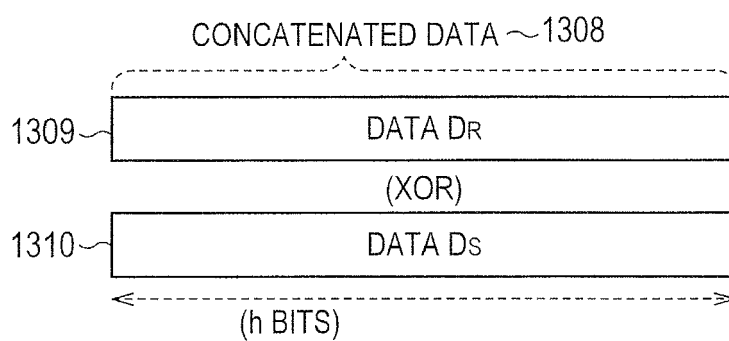 CONCATENATED DATA ~1308
1309 DATA DR
(XOR)
1310 DATA DS
(h BITS)